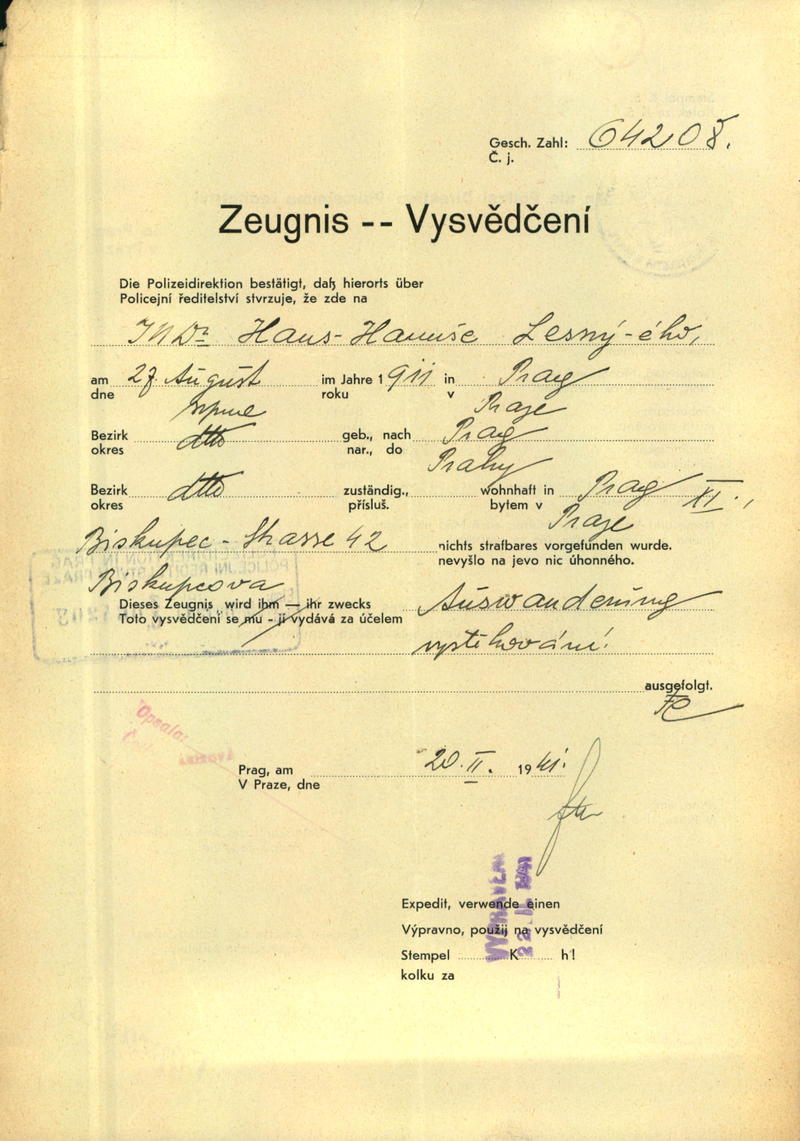 Gesch. Zahl: 64208.
Č. j.
Zeugnis -- Vysvědčení
Die Polizeidirektion bestätigt, daß hierorts über
Policejní ředitelství stvrzuje, že zde na
Hans-Hanuše Lesný-ého,
am 27. August im Jahre 1911 in Prag
dne srpna roku v Praze
Bezirk dtto geb., nach Prag
okres nar., do Prahy
Bezirk dtto zuständig., wohnhaft in Prag XI.,
okres přísluš. bytem v Praze
Biskupec-Strasse 42 nichts strafbares vorgefunden wurde.
nevyšlo na jevo nic úhonného.
Biskupcova
Dieses Zeugnis wird ihm — ihr zwecks Auswanderung
Toto vysvědčení se mu - jí vydává za účelem
vystěhování.
ausgefolgt.
Prag, am 20. II. 1941.
V Praze, dne
VYPRAVENO
22. II. 1941
Expedit, verwende einen
Výpravno, použij na vysvědčení
Stempel K h!
kolku za